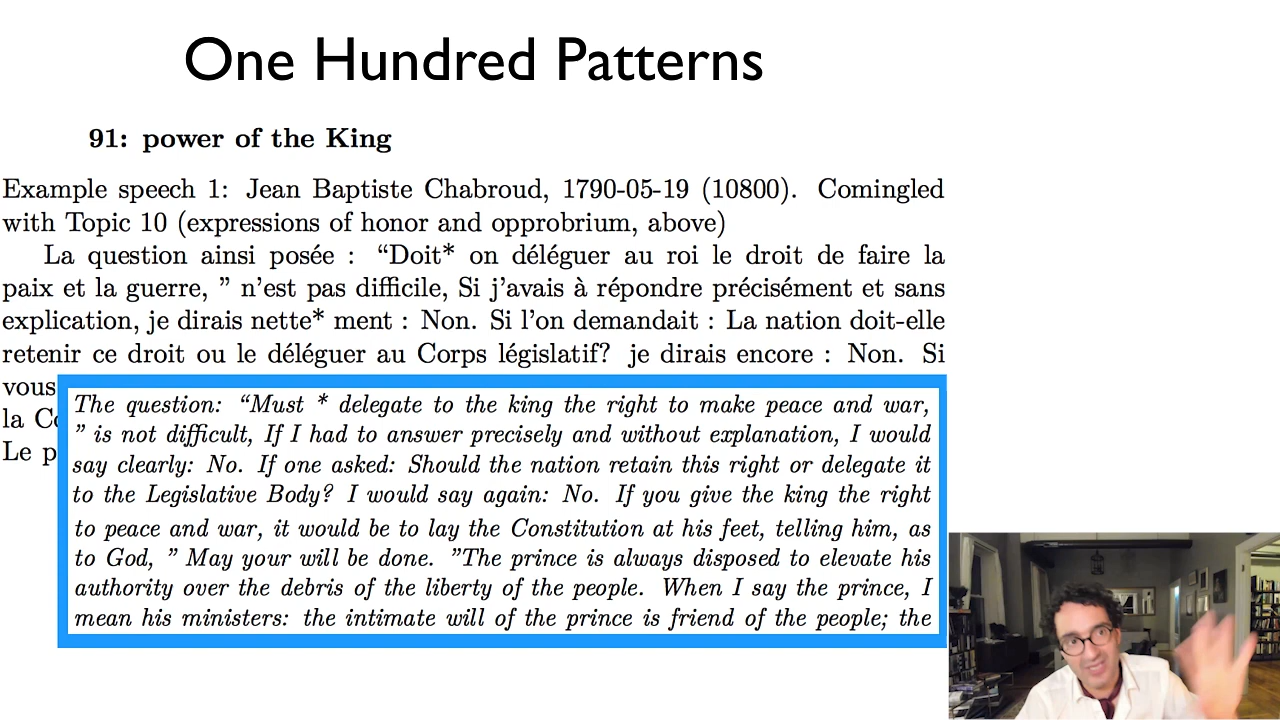 One Hundred Patterns
91: power of the King
Example speech 1: Jean Baptiste Chabroud, 1790-05-19 (10800). Comingled
with Topic 10 (expressions of honor and opprobrium, above)
La question ainsi posée : “Doit* on déléguer au roi le droit de faire la
paix et la guerre, ” n’est pas difficile, Si j’avais à répondre précisément et sans
explication, je dirais nette* ment : Non. Si l’on demandait : La nation doit-elle
retenir ce droit ou le déléguer au Corps législatif? je dirais encore : Non. Si
vous
la
Le
The question: “Must * delegate to the king the right to make peace and war,
” is not difficult, If I had to answer precisely and without explanation, I would
say clearly: No. If one asked: Should the nation retain this right or delegate it
to the Legislative Body? I would say again: No. If you give the king the right
to peace and war, it would be to lay the Constitution at his feet, telling him, as
to God, ” May your will be done. ”The prince is always disposed to elevate his
authority over the debris of the liberty of the people. When I say the prince, I
mean his ministers: the intimate will of the prince is friend of the people; the